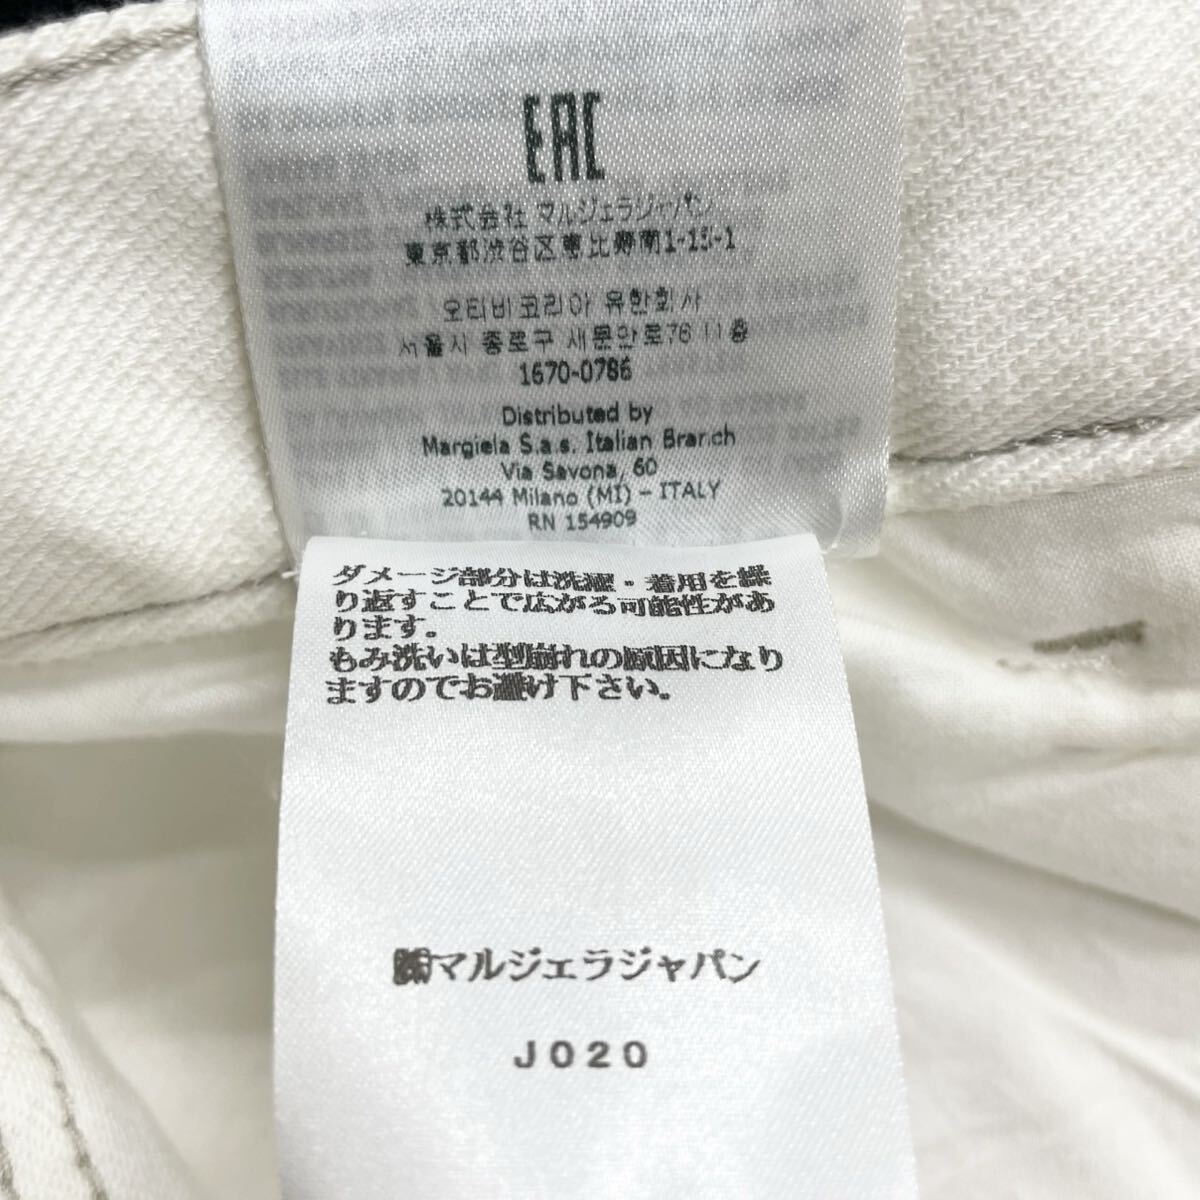 EAC
株式会社 マルジェラジャパン
東京都渋谷区恵比寿南1-15-1
오티비코리아 유한회사
서울시 종로구 새문안로76 11층
1670-0786
Distributed by
Margiela S.a.s. Italian Branch
Via Savona, 60
20144 Milano (MI) – ITALY
RN 154909
ダメージ部分は洗濯・着用を繰
り返すことで広がる可能性があ
ります。
もみ洗いは型崩れの原因になり
ますのでお避け下さい。
㈱マルジェラジャパン
J020